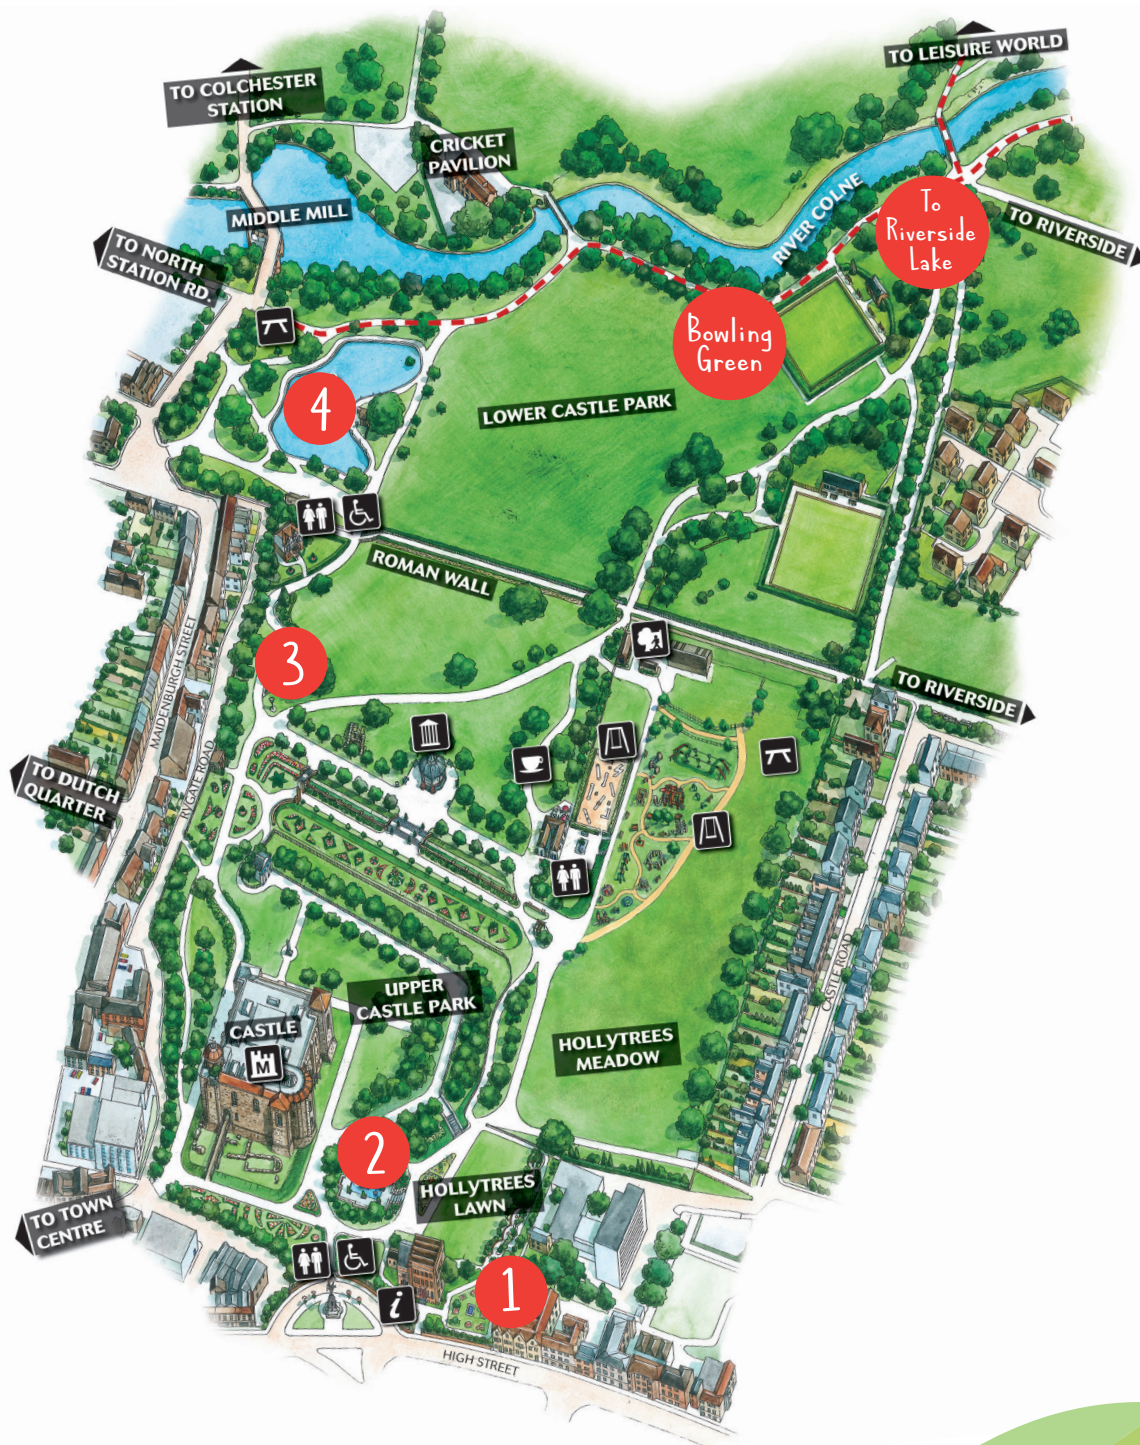 TO LEISURE WORLD
TO COLCHESTER
STATION
CRICKET
PAVILION
MIDDLE MILL
RIVER COLNE
To
Riverside
Lake
TO RIVERSIDE
TO NORTH
STATION RD.
Bowling
Green
4
LOWER CASTLE PARK
ROMAN WALL
MAIDENBURGH STREET
3
TO RIVERSIDE
TO DUTCH
QUARTER
RYGATE ROAD
CASTLE ROAD
UPPER
CASTLE PARK
CASTLE
M
HOLLYTREES
MEADOW
2
HOLLYTREES
LAWN
TO TOWN
CENTRE
1
i
HIGH STREET